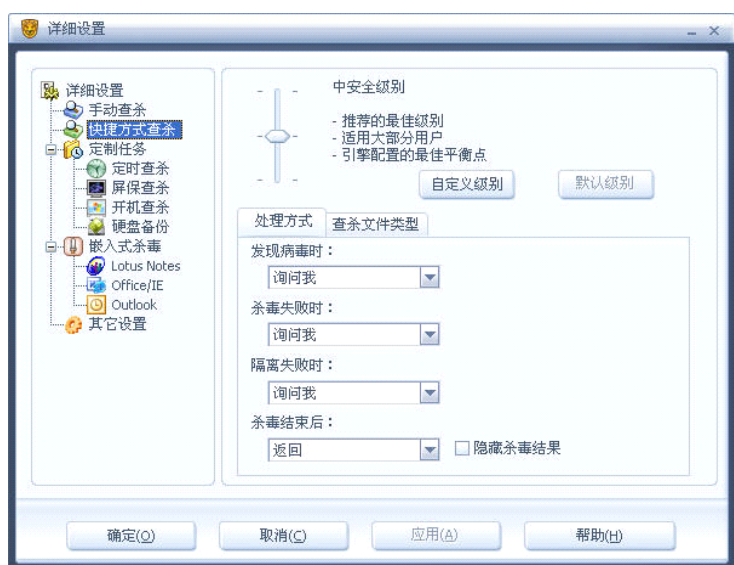 详细设置
详细设置
手动查杀
快捷方式查杀
定制任务
定时查杀
屏保查杀
开机查杀
硬盘备份
嵌入式杀毒
Lotus Notes
Office/IE
Outlook
其它设置
中安全级别
- 推荐的最佳级别
- 适用大部分用户
- 引擎配置的最佳平衡点
自定义级别
默认级别
处理方式
查杀文件类型
发现病毒时：
询问我
杀毒失败时：
询问我
隔离失败时：
询问我
杀毒结束后：
返回
隐藏杀毒结果
确定(O)
取消(C)
应用(A)
帮助(H)